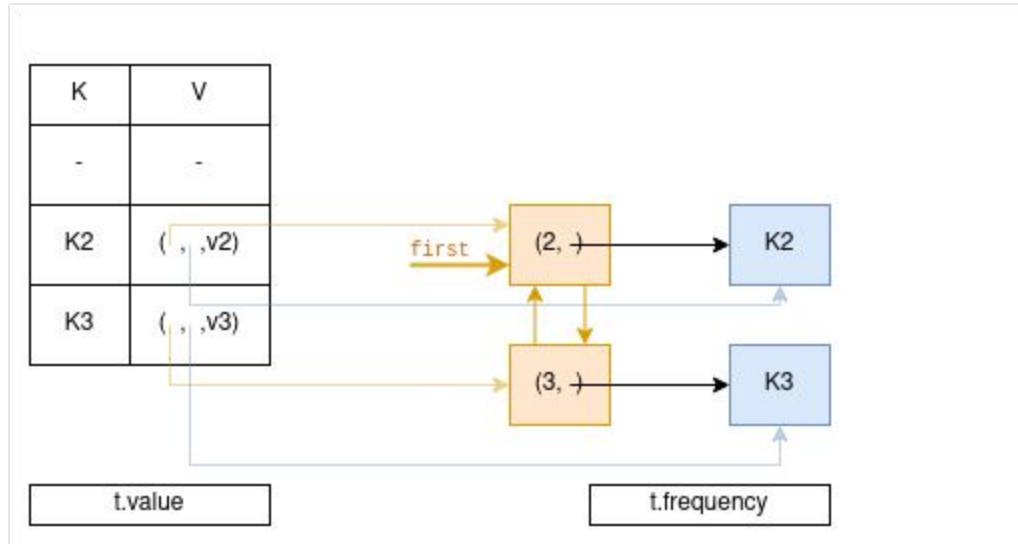 K V
- -
K2 ( , ,v2) (2, ) K2
first
K3 ( , ,v3)
(3, ) K3
t.value t.frequency